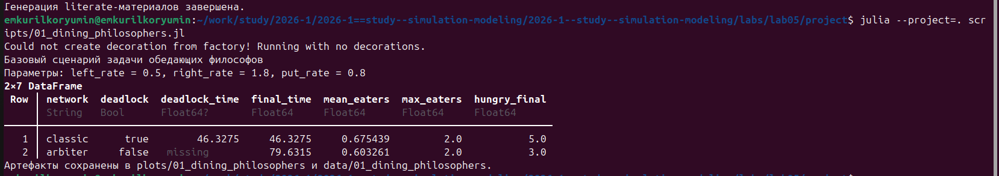 Генерация literate-материалов завершена.
emkurilkoryumin@emkurilkoryumin:~/work/study/2026-1/2026-1==study--simulation-modeling/2026-1--study--simulation-modeling/labs/lab05/project$ julia --project=. scr
ipts/01_dining_philosophers.jl
Could not create decoration from factory! Running with no decorations.
Базовый сценарий задачи обедающих философов
Параметры: left_rate = 0.5, right_rate = 1.8, put_rate = 0.8
2×7 DataFrame
Row network deadlock deadlock_time final_time mean_eaters max_eaters hungry_final
String Bool Float64? Float64 Float64 Float64 Float64
1 classic true 46.3275 46.3275 0.675439 2.0 5.0
2 arbiter false missing 79.6315 0.603261 2.0 3.0
Артефакты сохранены в plots/01_dining_philosophers и data/01_dining_philosophers.